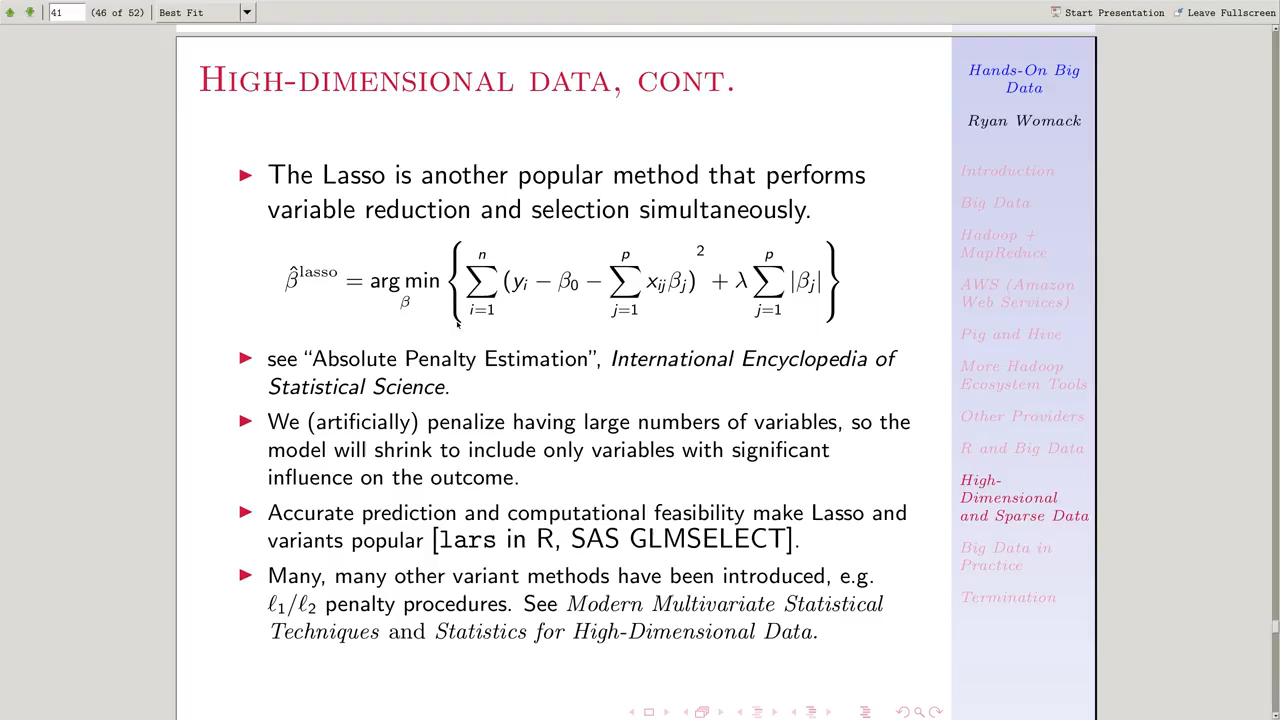 41 (46 of 52) Best Fit Start Presentation Leave Fullscreen
High-dimensional data, cont.
▶ The Lasso is another popular method that performs
variable reduction and selection simultaneously.
β̂^lasso = arg min_β { ∑_{i=1}^{n} (y_i − β_0 − ∑_{j=1}^{p} x_{ij}β_j)^2 + λ ∑_{j=1}^{p} |β_j| }
▶ see “Absolute Penalty Estimation”, International Encyclopedia of
Statistical Science.
▶ We (artificially) penalize having large numbers of variables, so the
model will shrink to include only variables with significant
influence on the outcome.
▶ Accurate prediction and computational feasibility make Lasso and
variants popular [lars in R, SAS GLMSELECT].
▶ Many, many other variant methods have been introduced, e.g.
ℓ1/ℓ2 penalty procedures. See Modern Multivariate Statistical
Techniques and Statistics for High-Dimensional Data.
Hands-On Big
Data
Ryan Womack
Introduction
Big Data
Hadoop +
MapReduce
AWS (Amazon
Web Services)
Pig and Hive
More Hadoop
Ecosystem Tools
Other Providers
R and Big Data
High-
Dimensional
and Sparse Data
Big Data in
Practice
Termination